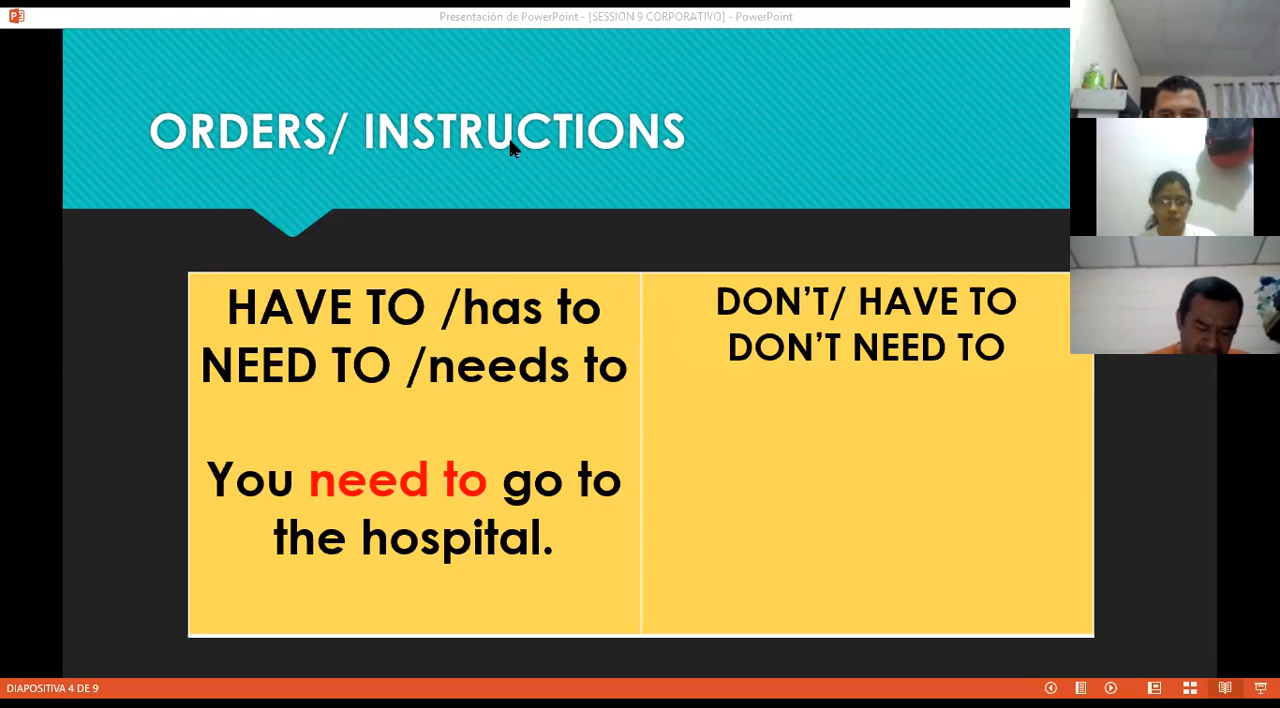 Presentación de PowerPoint - [SESSION 9 CORPORATIVO] - PowerPoint
ORDERS/ INSTRUCTIONS
HAVE TO /has to
NEED TO /needs to
You need to go to
the hospital.
DON’T/ HAVE TO
DON’T NEED TO
DIAPOSITIVA 4 DE 9